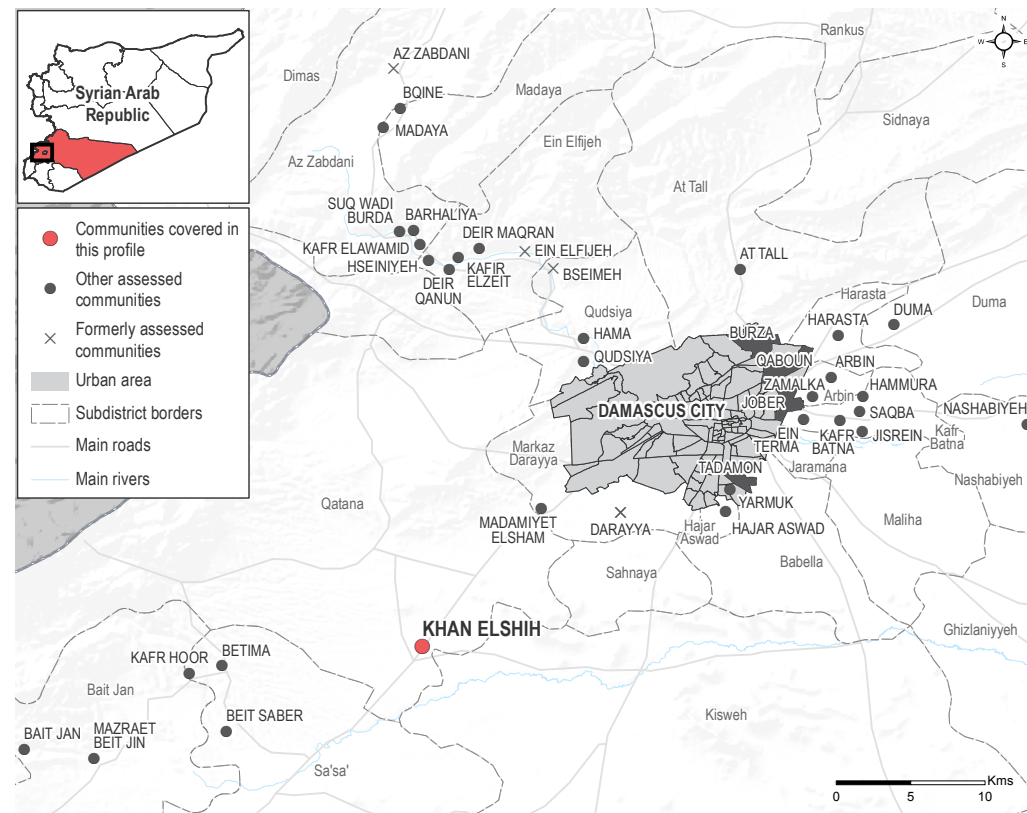 Syrian Arab
Republic
Communities covered in
this profile
Other assessed
communities
Formerly assessed
communities
Urban area
Subdistrict borders
Main roads
Main rivers
N
W
E
S
Rankus
AZ ZABDANI
Dimas
BQINE
Madaya
MADAYA
Sidnaya
Ein Elfijeh
Az Zabdani
At Tall
SUQ WADI
BURDA
BARHALIYA
DEIR MAQRAN
KAFR ELAWAMID
EIN ELFIJEH
HSEINIYEH
KAFIR
ELZEIT
BSEIMEH
DEIR
QANUN
AT TALL
Harasta
Duma
Qudsiya
DUMA
HARASTA
HAMA
BURZA
QUDSIYA
QABOUN
ARBIN
ZAMALKA
HAMMURA
Arbin
JOBER
DAMASCUS CITY
SAQBA
NASHABIYEH
EIN
TERMA
KAFR
BATNA
JISREIN
Kafr
Batna
Markaz
Darayya
TADAMON
Jaramana
Nashabiyeh
Qatana
YARMUK
MADAMIYET
ELSHAM
DARAYYA
Hajar
Aswad
HAJAR ASWAD
Maliha
Sahnaya
Babella
KHAN ELSHIH
Ghizlaniyyeh
KAFR HOOR
BETIMA
Bait Jan
BEIT SABER
Kisweh
BAIT JAN
MAZRAET
BEIT JIN
Sa'sa'
Kms
0
5
10